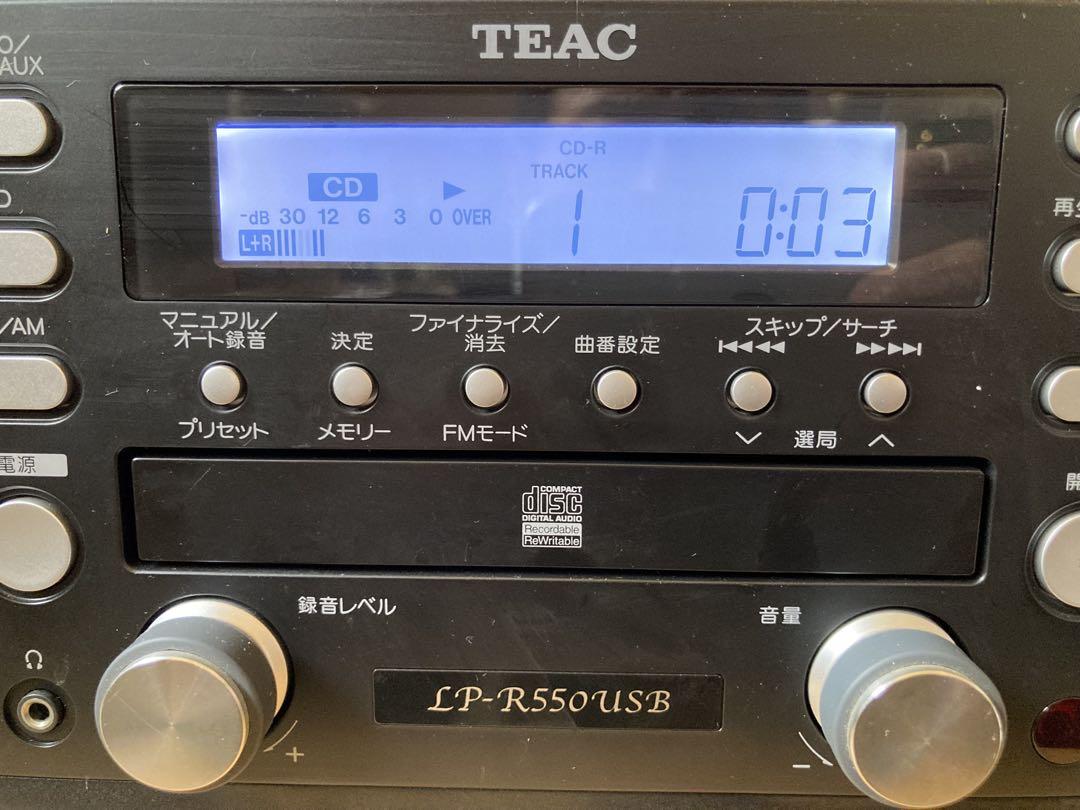 TEAC
O/
AUX
CD-R
TRACK
CD
-dB 30 12 6 3 0 OVER
L+R
1
0:03
D
再生
/AM
マニュアル/
オート録音
決定
ファイナライズ/
消去
曲番設定
スキップ/サーチ
プリセット
メモリー
FMモード
選局
電源
開
COMPACT
disc
DIGITAL AUDIO
Recordable
ReWritable
録音レベル
音量
LP-R550USB
+
−